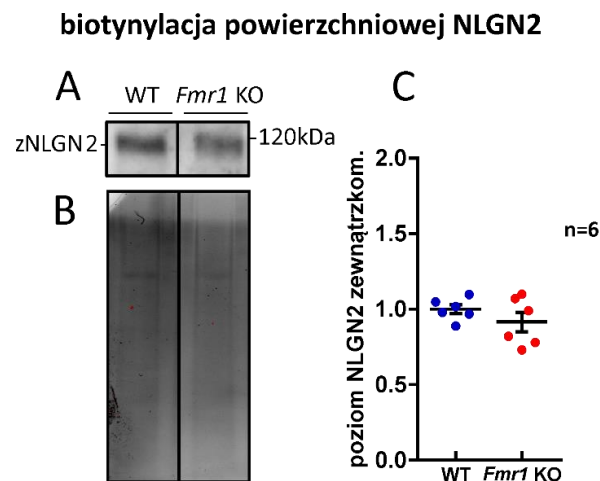 biotynylacja powierzchniowej NLGN2
A
WT Fmr1 KO
zNLGN2
120kDa
B
C
poziom NLGN2 zewnątrzkom.
2.0
1.5
1.0
0.5
0.0
n=6
WT Fmr1 KO